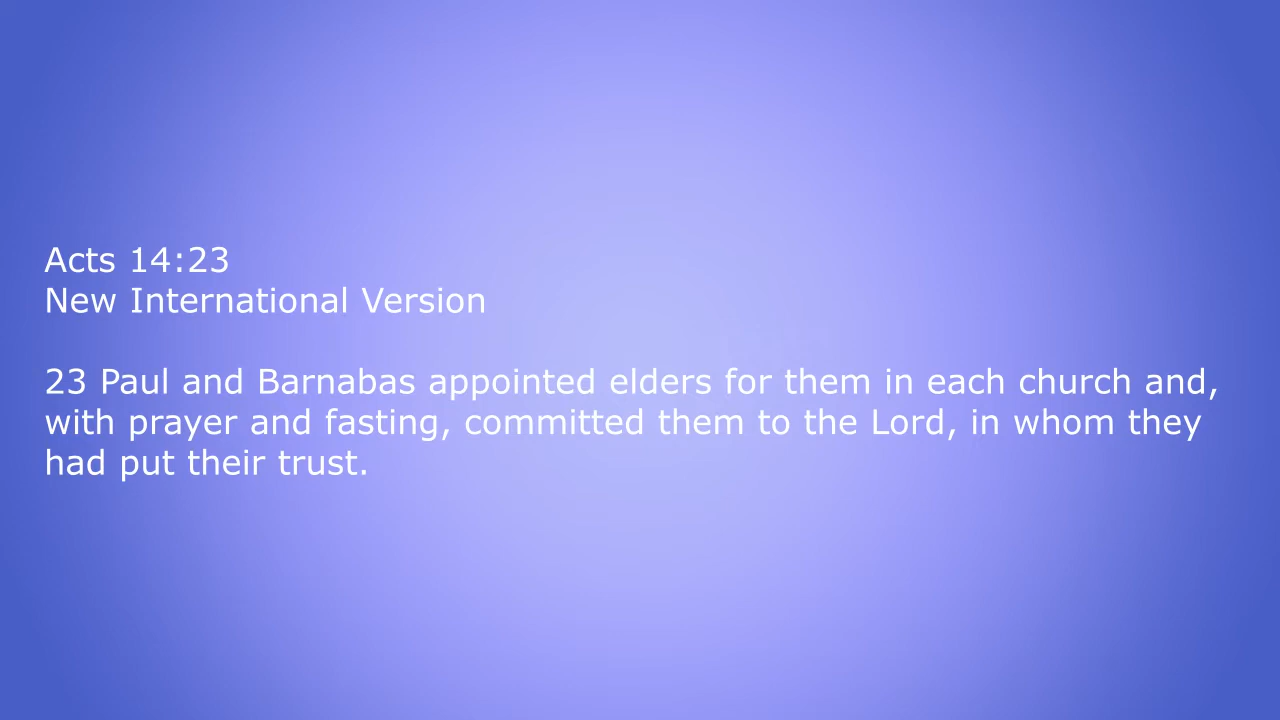 Acts 14:23
New International Version
23 Paul and Barnabas appointed elders for them in each church and,
with prayer and fasting, committed them to the Lord, in whom they
had put their trust.